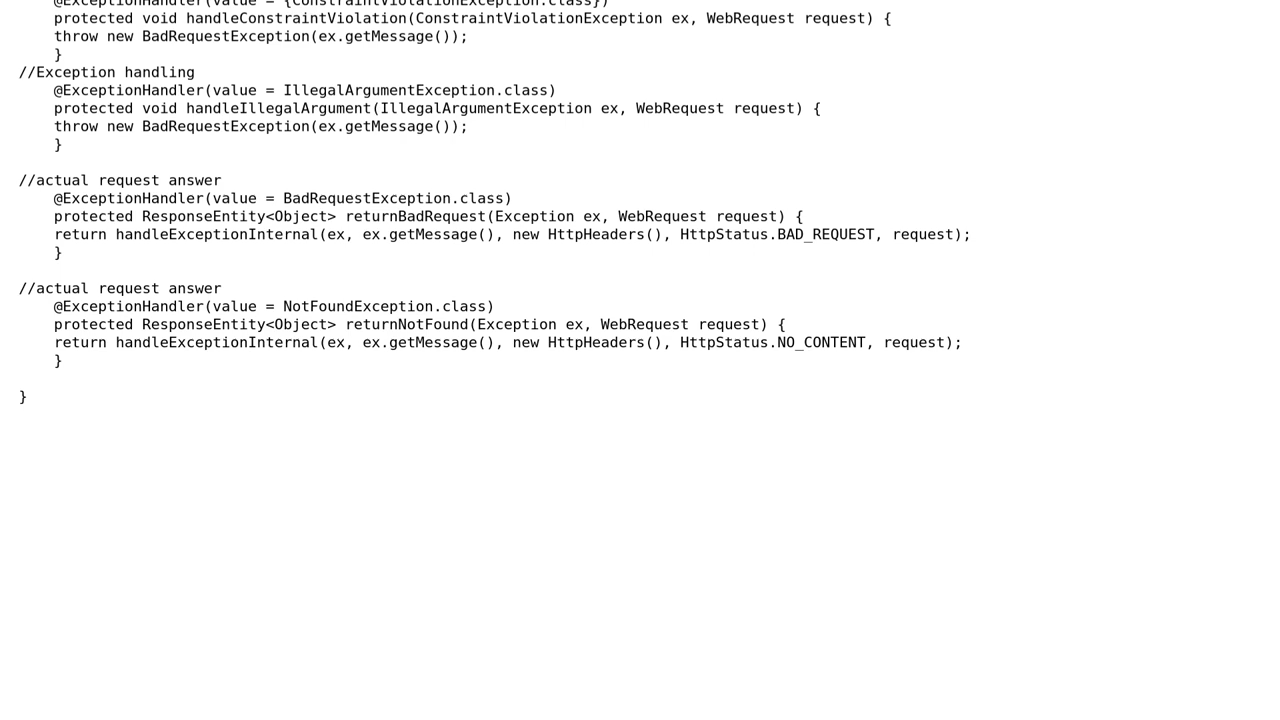 @ExceptionHandler(value = {ConstraintViolationException.class})
protected void handleConstraintViolation(ConstraintViolationException ex, WebRequest request) {
throw new BadRequestException(ex.getMessage());
}
//Exception handling
@ExceptionHandler(value = IllegalArgumentException.class)
protected void handleIllegalArgument(IllegalArgumentException ex, WebRequest request) {
throw new BadRequestException(ex.getMessage());
}
//actual request answer
@ExceptionHandler(value = BadRequestException.class)
protected ResponseEntity<Object> returnBadRequest(Exception ex, WebRequest request) {
return handleExceptionInternal(ex, ex.getMessage(), new HttpHeaders(), HttpStatus.BAD_REQUEST, request);
}
//actual request answer
@ExceptionHandler(value = NotFoundException.class)
protected ResponseEntity<Object> returnNotFound(Exception ex, WebRequest request) {
return handleExceptionInternal(ex, ex.getMessage(), new HttpHeaders(), HttpStatus.NO_CONTENT, request);
}
}